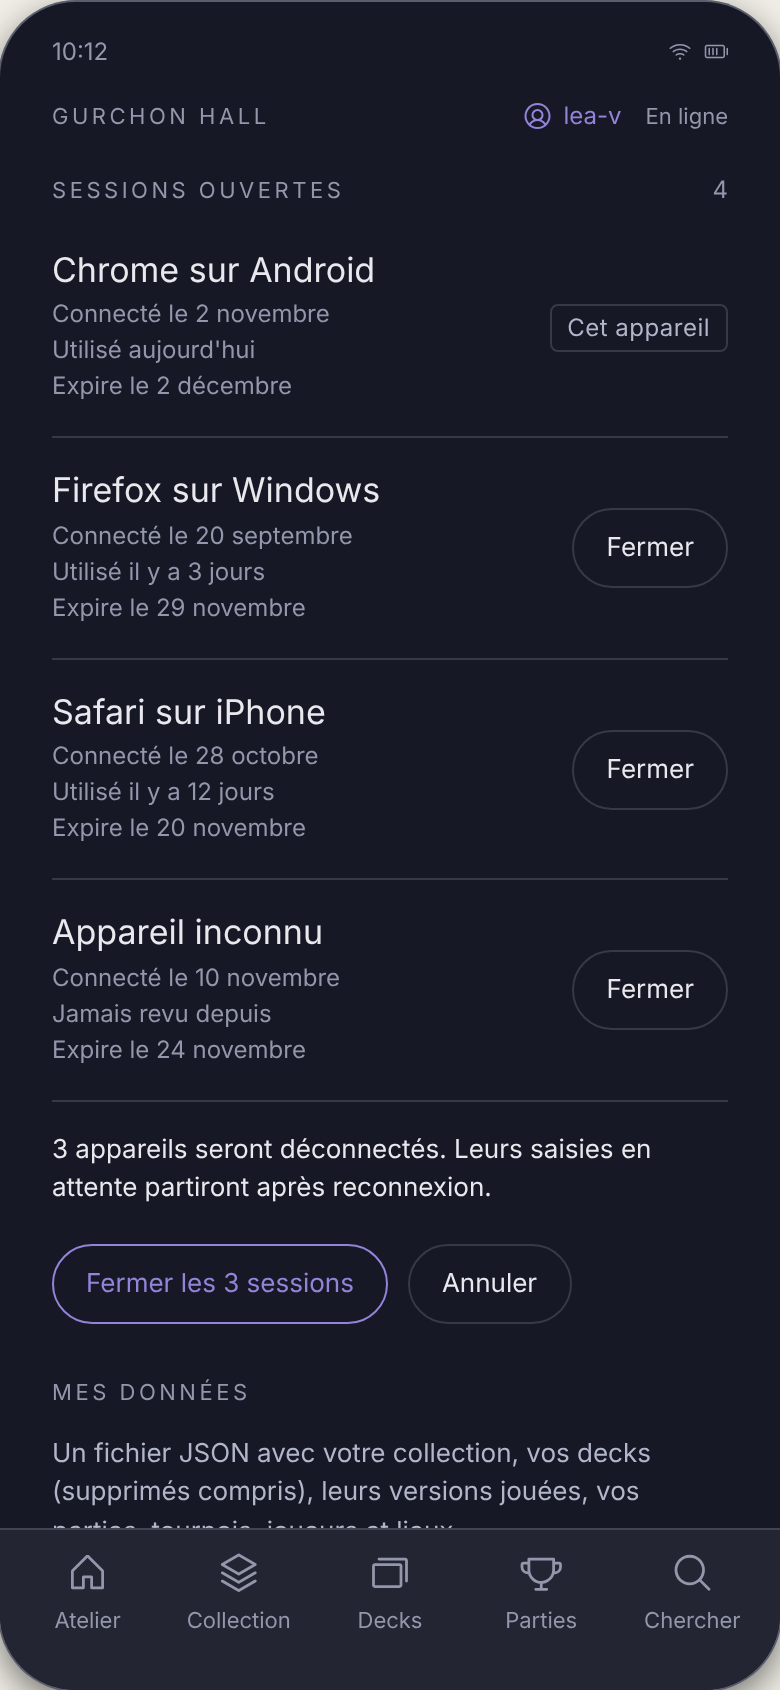 10:12
GURCHON HALL
lea-v
En ligne
SESSIONS OUVERTES
4
Chrome sur Android
Connecté le 2 novembre
Utilisé aujourd'hui
Expire le 2 décembre
Cet appareil
Firefox sur Windows
Connecté le 20 septembre
Utilisé il y a 3 jours
Expire le 29 novembre
Fermer
Safari sur iPhone
Connecté le 28 octobre
Utilisé il y a 12 jours
Expire le 20 novembre
Fermer
Appareil inconnu
Connecté le 10 novembre
Jamais revu depuis
Expire le 24 novembre
Fermer
3 appareils seront déconnectés. Leurs saisies en
attente partiront après reconnexion.
Fermer les 3 sessions
Annuler
MES DONNÉES
Un fichier JSON avec votre collection, vos decks
(supprimés compris), leurs versions jouées, vos
parties, tournois, joueurs et lieux.
Atelier
Collection
Decks
Parties
Chercher